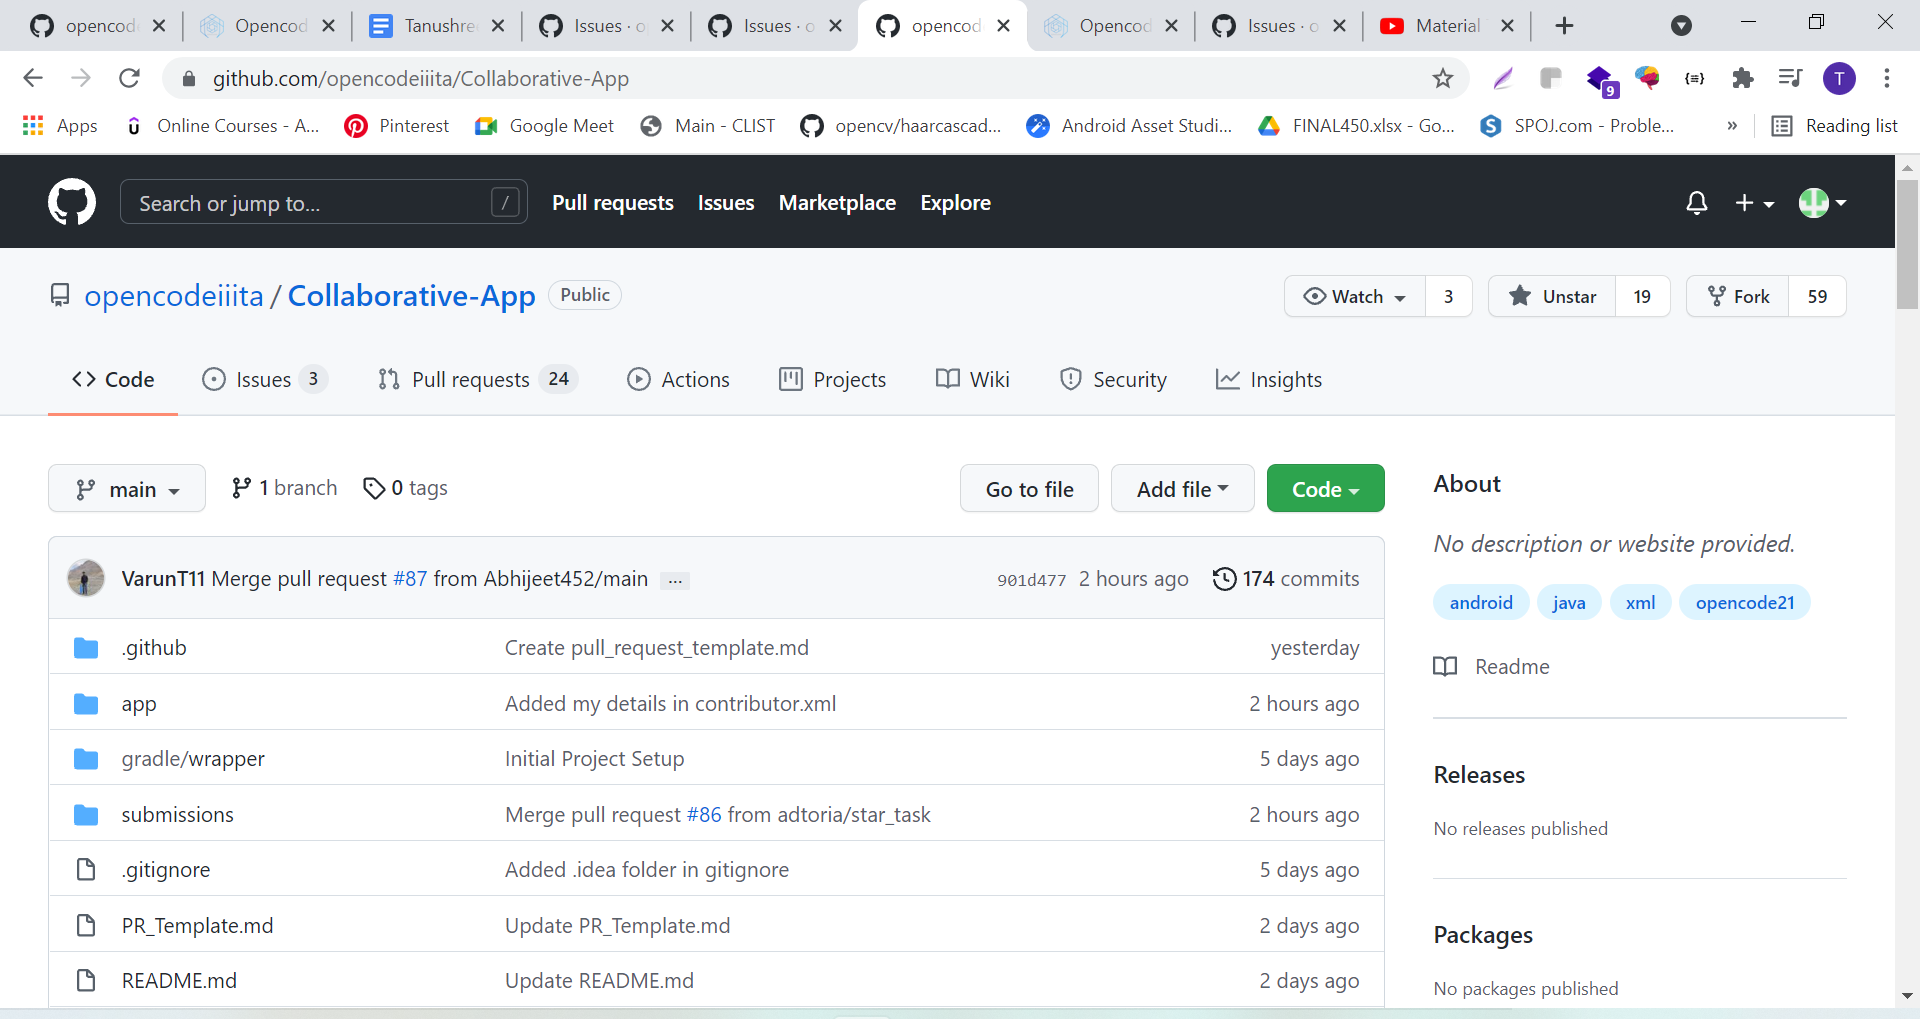 opencod Opencod Tanushre Issues · o Issues · o opencod Opencod Issues · o Material
github.com/opencodeiiita/Collaborative-App 9 T
Apps Online Courses - A... Pinterest Google Meet Main - CLIST opencv/haarcascad... Android Asset Studi... FINAL450.xlsx - Go... SPOJ.com - Proble... » Reading list
Search or jump to... / Pull requests Issues Marketplace Explore
opencodeiiita / Collaborative-App Public Watch 3 Unstar 19 Fork 59
Code Issues 3 Pull requests 24 Actions Projects Wiki Security Insights
main 1 branch 0 tags Go to file Add file Code
VarunT11 Merge pull request #87 from Abhijeet452/main ... 901d477 2 hours ago 174 commits
.github Create pull_request_template.md yesterday
app Added my details in contributor.xml 2 hours ago
gradle/wrapper Initial Project Setup 5 days ago
submissions Merge pull request #86 from adtoria/star_task 2 hours ago
.gitignore Added .idea folder in gitignore 5 days ago
PR_Template.md Update PR_Template.md 2 days ago
README.md Update README.md 2 days ago
About
No description or website provided.
android java xml opencode21
Readme
Releases
No releases published
Packages
No packages published